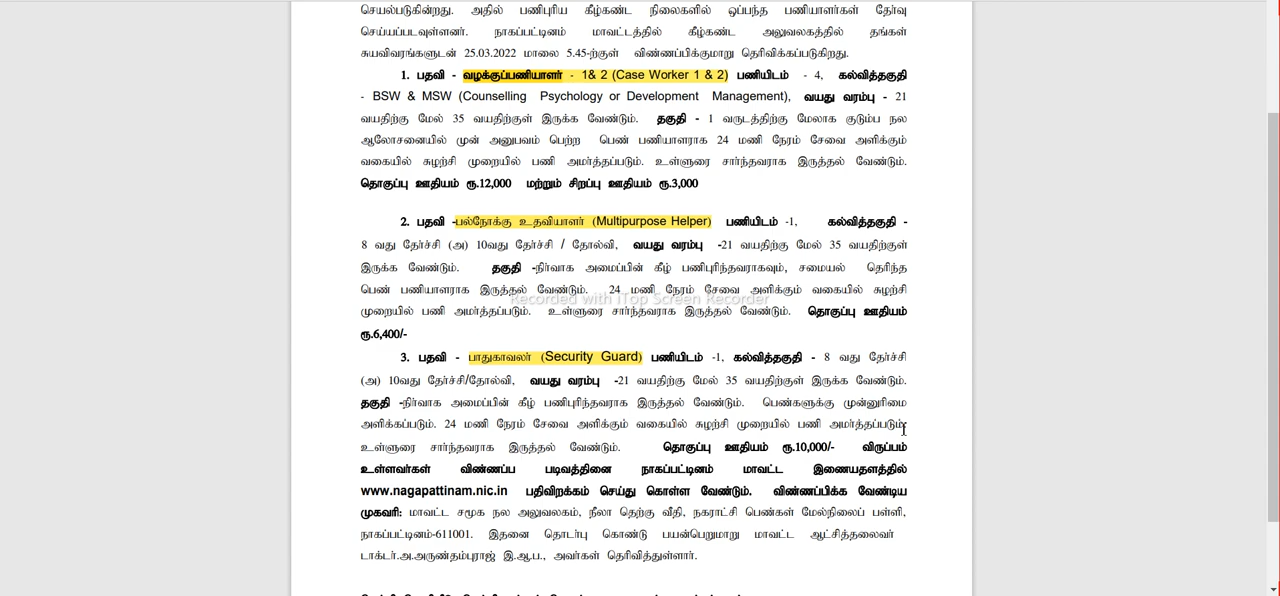 செயல்படுகின்றது. அதில் பணிபுரிய கீழ்கண்ட நிலைகளில் ஒப்பந்த பணியாளர்கள் தேர்வு
செய்யப்படவுள்ளனர். நாகப்பட்டினம் மாவட்டத்தில் கீழ்கண்ட அலுவலகத்தில் தங்கள்
சுயவிவரங்களுடன் 25.03.2022 மாலை 5.45-ற்குள் விண்ணப்பிக்குமாறு தெரிவிக்கப்படுகிறது.
1. பதவி - வழக்குப்பணியாளர் - 1& 2 (Case Worker 1 & 2) பணியிடம் - 4, கல்வித்தகுதி
- BSW & MSW (Counselling Psychology or Development Management), வயது வரம்பு - 21
வயதிற்கு மேல் 35 வயதிற்குள் இருக்க வேண்டும். தகுதி - 1 வருடத்திற்கு மேலாக குடும்ப நல
ஆலோசனையில் முன் அனுபவம் பெற்ற பெண் பணியாளராக 24 மணி நேரம் சேவை அளிக்கும்
வகையில் சுழற்சி முறையில் பணி அமர்த்தப்படும். உள்ளுரை சார்ந்தவராக இருத்தல் வேண்டும்.
தொகுப்பு ஊதியம் ரூ.12,000 மற்றும் சிறப்பு ஊதியம் ரூ.3,000
2. பதவி -பல்நோக்கு உதவியாளர் (Multipurpose Helper) பணியிடம் -1, கல்வித்தகுதி -
8 வது தேர்ச்சி (அ) 10வது தேர்ச்சி / தோல்வி, வயது வரம்பு -21 வயதிற்கு மேல் 35 வயதிற்குள்
இருக்க வேண்டும். தகுதி -நிர்வாக அமைப்பின் கீழ் பணிபுரிந்தவராகவும், சமையல் தெரிந்த
பெண் பணியாளராக இருத்தல் வேண்டும். 24 மணி நேரம் சேவை அளிக்கும் வகையில் சுழற்சி
Recorded with iTop Screen Recorder
முறையில் பணி அமர்த்தப்படும். உள்ளுரை சார்ந்தவராக இருத்தல் வேண்டும். தொகுப்பு ஊதியம்
ரூ.6,400/-
3. பதவி - பாதுகாவலர் (Security Guard) பணியிடம் -1, கல்வித்தகுதி - 8 வது தேர்ச்சி
(அ) 10வது தேர்ச்சி/தோல்வி, வயது வரம்பு -21 வயதிற்கு மேல் 35 வயதிற்குள் இருக்க வேண்டும்.
தகுதி -நிர்வாக அமைப்பின் கீழ் பணிபுரிந்தவராக இருத்தல் வேண்டும். பெண்களுக்கு முன்னுரிமை
அளிக்கப்படும். 24 மணி நேரம் சேவை அளிக்கும் வகையில் சுழற்சி முறையில் பணி அமர்த்தப்படும்.
உள்ளுரை சார்ந்தவராக இருத்தல் வேண்டும். தொகுப்பு ஊதியம் ரூ.10,000/- விருப்பம்
உள்ளவர்கள் விண்ணப்ப படிவத்தினை நாகப்பட்டினம் மாவட்ட இணையதளத்தில்
www.nagapattinam.nic.in பதிவிறக்கம் செய்து கொள்ள வேண்டும். விண்ணப்பிக்க வேண்டிய
முகவரி: மாவட்ட சமூக நல அலுவலகம், நீலா தெற்கு வீதி, நகராட்சி பெண்கள் மேல்நிலைப் பள்ளி,
நாகப்பட்டினம்-611001. இதனை தொடர்பு கொண்டு பயன்பெறுமாறு மாவட்ட ஆட்சித்தலைவர்
டாக்டர்.அ.அருண்தம்புராஜ் இ.ஆ.ப., அவர்கள் தெரிவித்துள்ளார்.